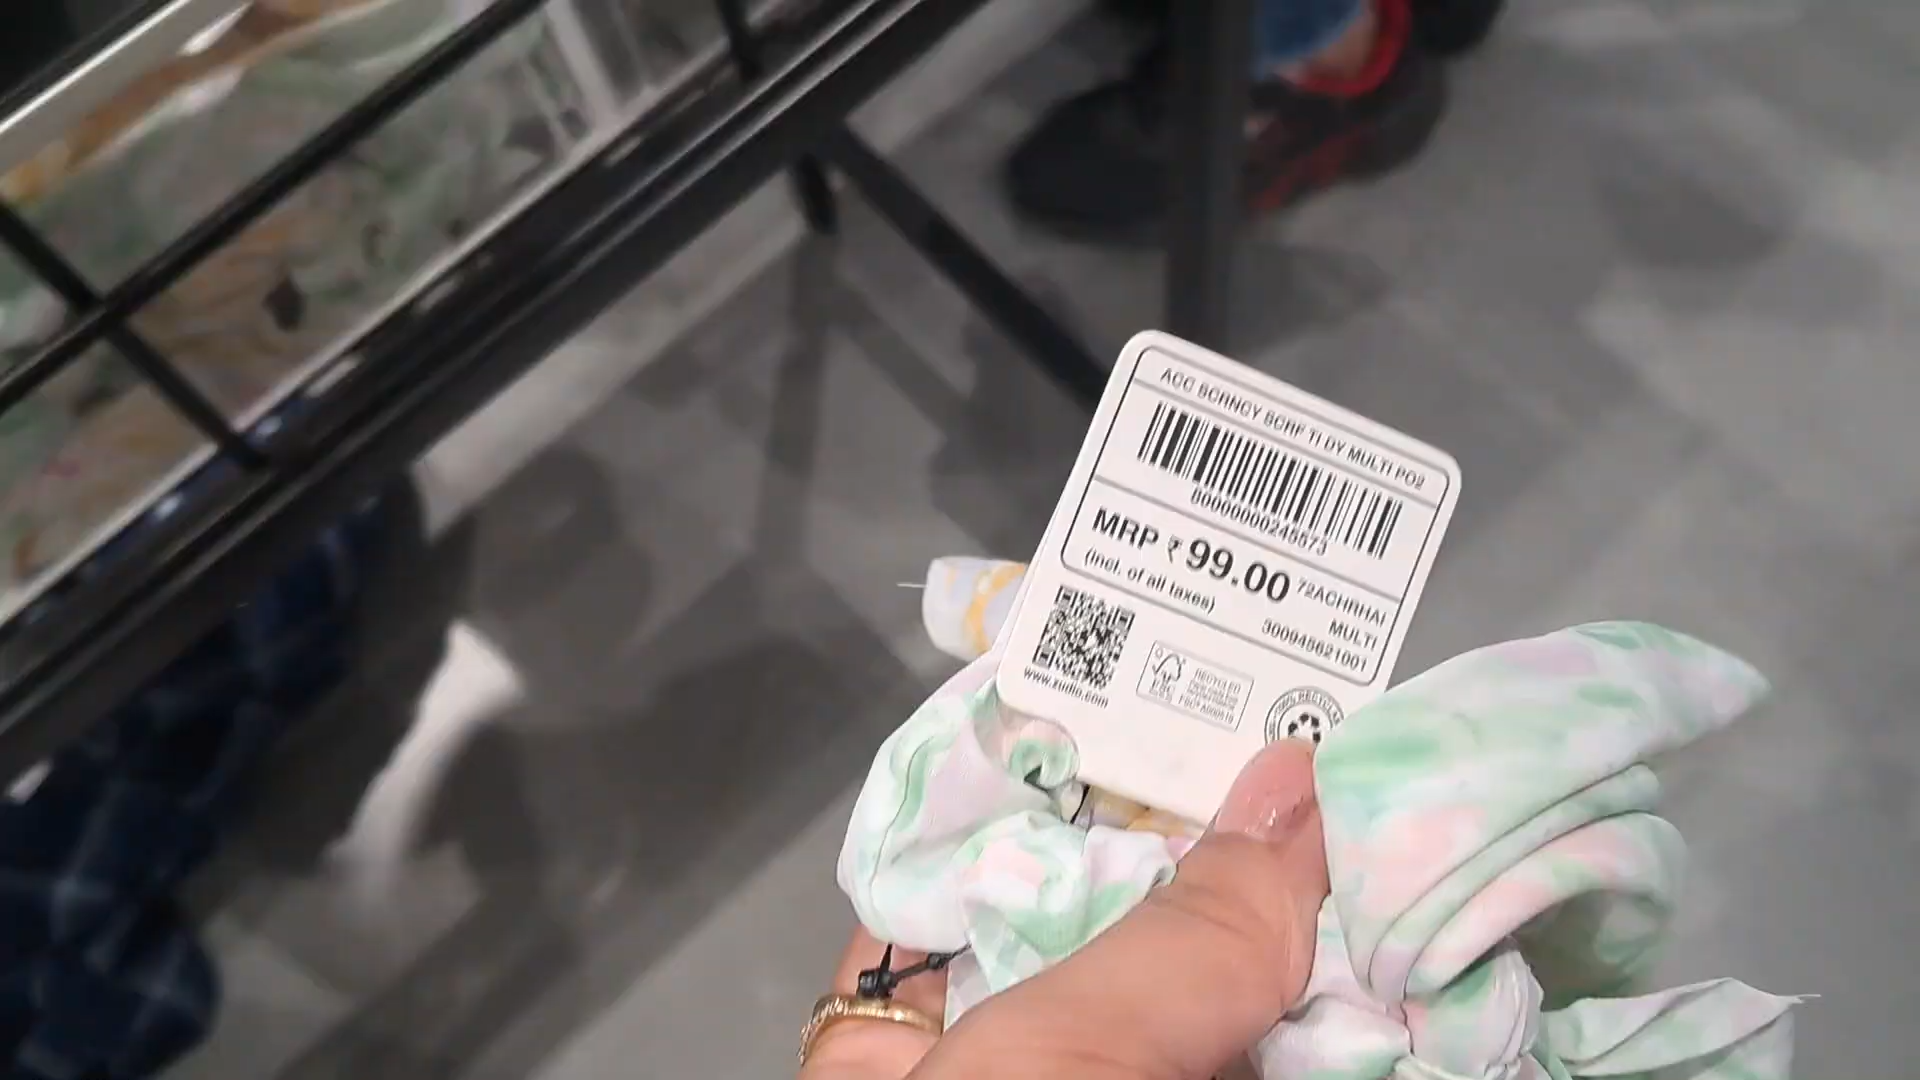 ACC SCRNCY SCRF TI DY MULTI PO2
8000000245573
MRP ₹ 99.00
(incl. of all taxes)
72ACHRHAI
MULTI
300945621001
www.zudio.com
RECYCLED